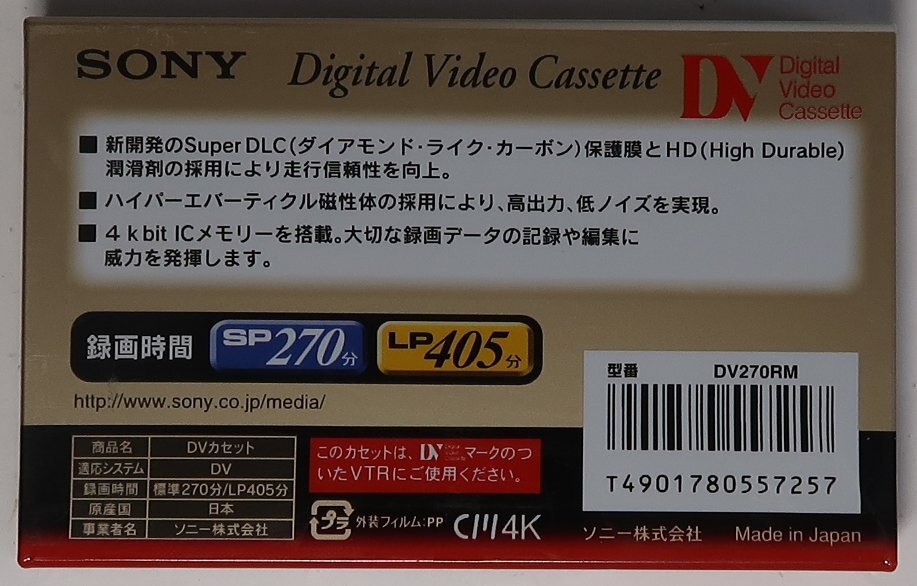 SONY Digital Video Cassette DV Digital Video Cassette
■ 新開発のSuper DLC(ダイアモンド・ライク・カーボン)保護膜とHD(High Durable)
潤滑剤の採用により走行信頼性を向上。
■ ハイパーエバーティクル磁性体の採用により、高出力、低ノイズを実現。
■ 4 kbit ICメモリーを搭載。大切な録画データの記録や編集に
威力を発揮します。
録画時間 SP270分 LP405分
http://www.sony.co.jp/media/
型番 DV270RM
T4901780557257
商品名 DVカセット
適応システム DV
録画時間 標準270分/LP405分
原産国 日本
事業者名 ソニー株式会社
このカセットは、DV Digital Video Cassette マークのつ
いたVTRにご使用ください。
プラ 外装フィルム:PP CM4K
ソニー株式会社 Made in Japan